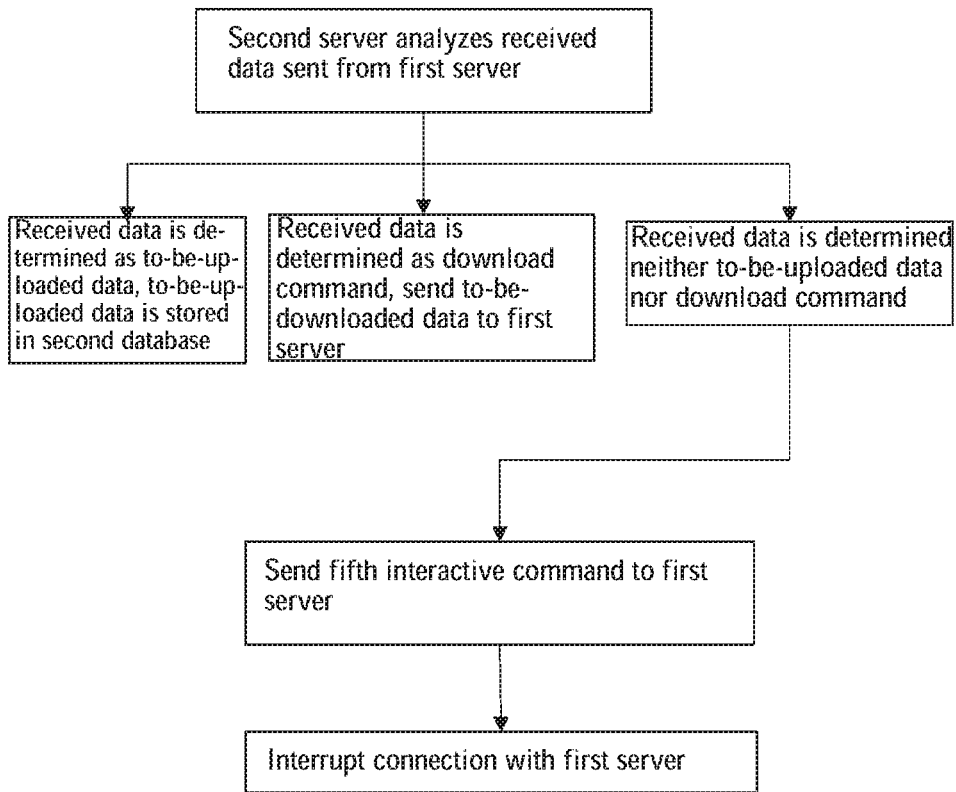 Second server analyzes received
data sent from first server
Received data is de-
termined as to-be-up-
loaded data, to-be-up-
loaded data is stored
in second database
Received data is
determined as download
command, send to-be-
downloaded data to first
server
Received data is determined
neither to-be-uploaded data
nor download command
Send fifth interactive command to first
server
Interrupt connection with first server